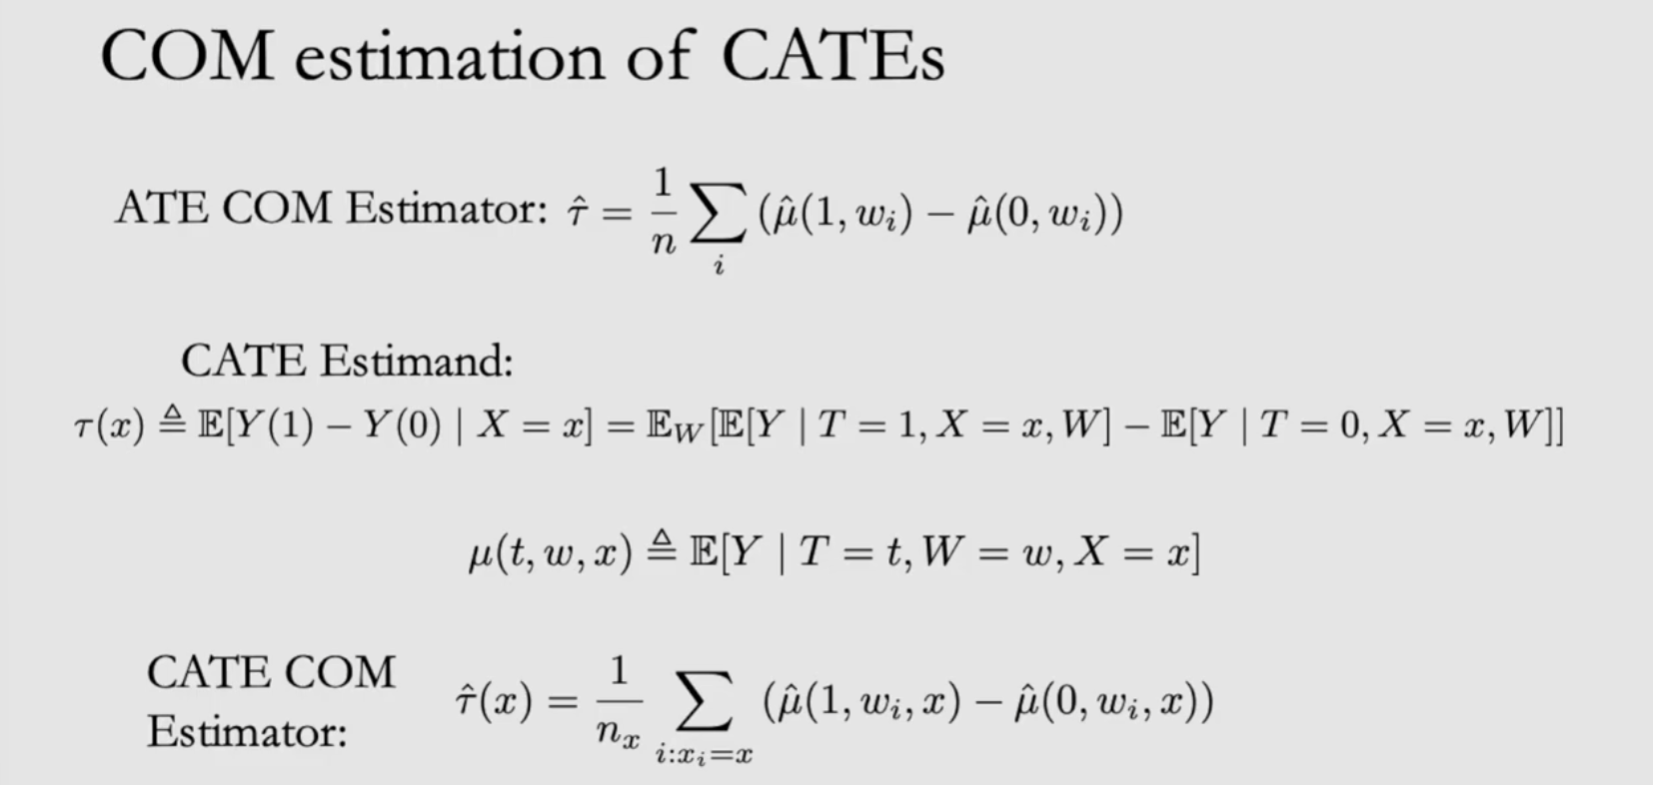 COM estimation of CATEs
ATE COM Estimator: τ̂ = 1/n ∑_i (μ̂(1, w_i) − μ̂(0, w_i))
CATE Estimand:
τ(x) ≜ 𝔼[Y(1) − Y(0) | X = x] = 𝔼_W[𝔼[Y | T = 1, X = x, W] − 𝔼[Y | T = 0, X = x, W]]
μ(t, w, x) ≜ 𝔼[Y | T = t, W = w, X = x]
CATE COM
Estimator:
τ̂(x) = 1/n_x ∑_{i:x_i=x} (μ̂(1, w_i, x) − μ̂(0, w_i, x))